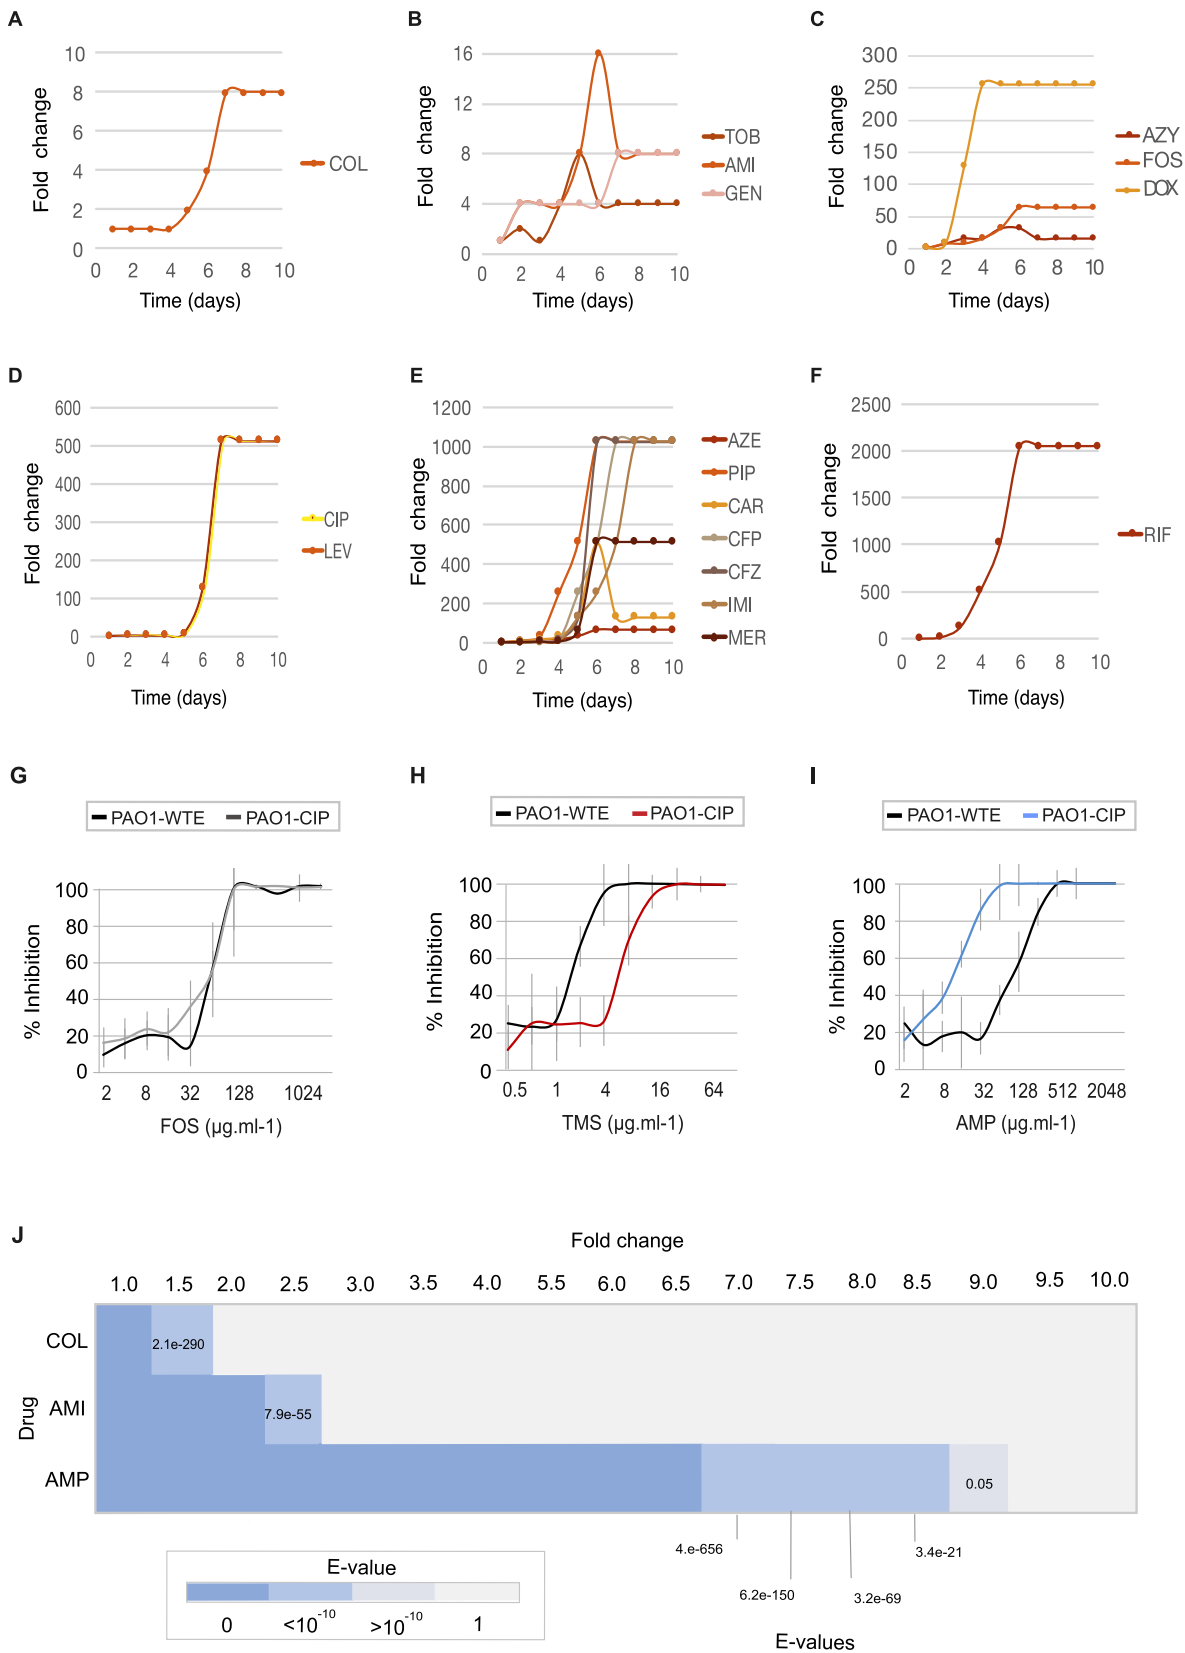 A
B
C
10
8
6
4
2
0
Fold change
0 2 4 6 8 10
Time (days)
COL
16
12
8
4
0
Fold change
0 2 4 6 8 10
Time (days)
TOB
AMI
GEN
300
250
200
150
100
50
0
Fold change
0 2 4 6 8 10
Time (days)
AZY
FOS
DOX
D
E
F
600
500
400
300
200
100
0
Fold change
0 2 4 6 8 10
Time (days)
CIP
LEV
1200
1000
800
600
400
200
0
Fold change
0 2 4 6 8 10
Time (days)
AZE
PIP
CAR
CFP
CFZ
IMI
MER
2500
2000
1500
1000
500
0
Fold change
0 2 4 6 8 10
Time (days)
RIF
G
H
I
PAO1-WTE PAO1-CIP
100
80
60
40
20
0
% Inhibition
2 8 32 128 1024
FOS (µg.ml-1)
PAO1-WTE PAO1-CIP
100
80
60
40
20
0
% Inhibition
0.5 1 4 16 64
TMS (µg.ml-1)
PAO1-WTE PAO1-CIP
100
80
60
40
20
0
% Inhibition
2 8 32 128 512 2048
AMP (µg.ml-1)
J
Fold change
1.0 1.5 2.0 2.5 3.0 3.5 4.0 5.5 6.0 6.5 7.0 7.5 8.0 8.5 9.0 9.5 10.0
Drug
COL
2.1e-290
AMI
7.9e-55
AMP
0.05
4.e-656
3.4e-21
6.2e-150
3.2e-69
E-values
E-value
0 <10-10 >10-10 1